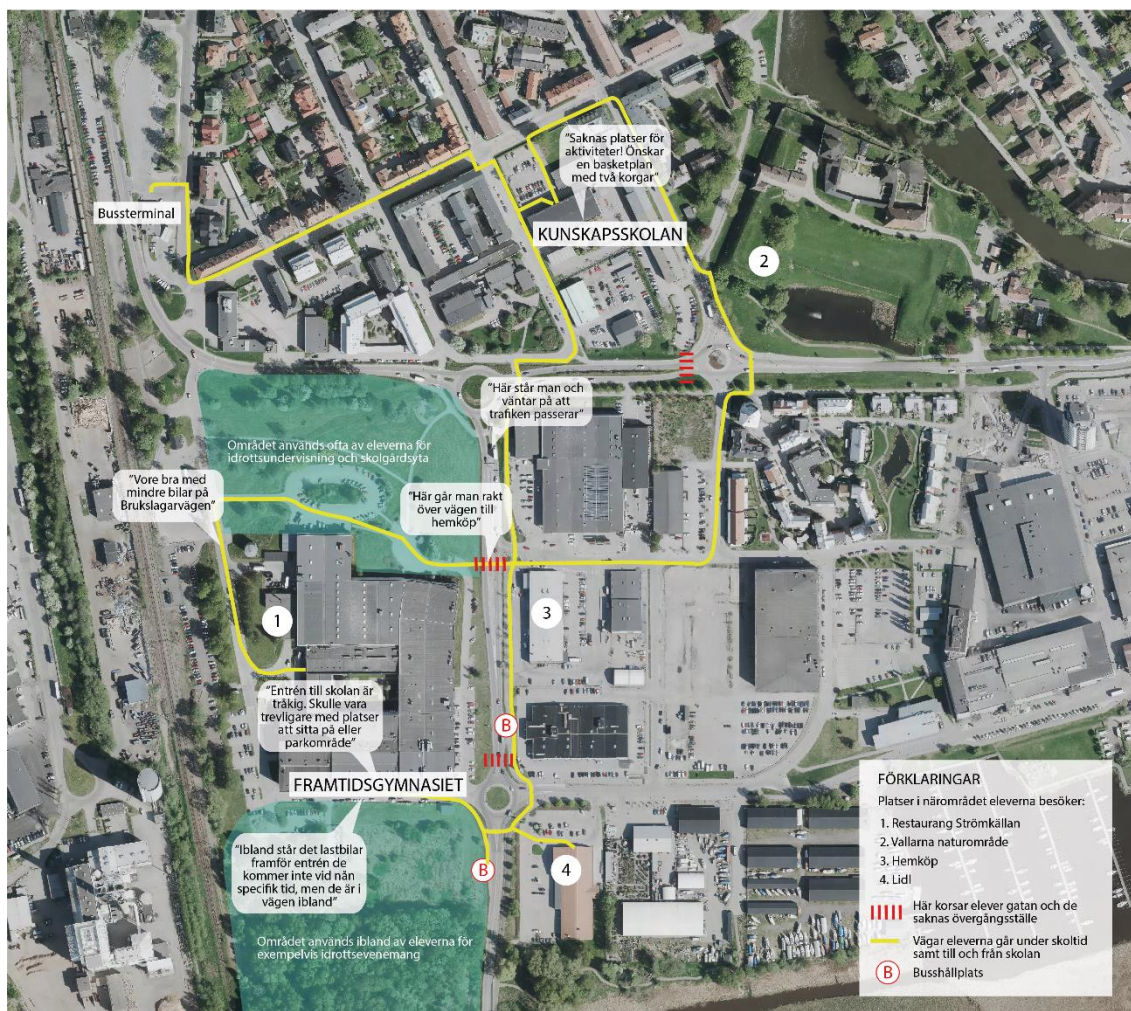 "Saknas platser för
aktiviteter! Önskar
en basketplan
med två korgar"
Bussterminal
KUNSKAPSSKOLAN
2
"Här står man och
väntar på att
trafiken passerar"
Området används ofta av eleverna för
idrottsundervisning och skolgårdsyta
"Vore bra med
mindre bilar på
Brukslagarvägen"
"Här går man rakt
över vägen till
hemköp"
3
1
"Entrén till skolan är
tråkig. Skulle vara
trevligare med platser
att sitta på eller
parkområde"
B
FRAMTIDSGYMNASIET
"Ibland står det lastbilar
framför entrén de
kommer inte vid nån
specifik tid, men de är i
vägen ibland"
B
4
Området används ibland av eleverna för
exempelvis idrottsevenemang
FÖRKLARINGAR
Platser i närområdet eleverna besöker:
1. Restaurang Strömkällan
2. Vallarna naturområde
3. Hemköp
4. Lidl
Här korsar elever gatan och de
saknas övergångsställe
Vägar eleverna går under skoltid
samt till och från skolan
B Busshållplats